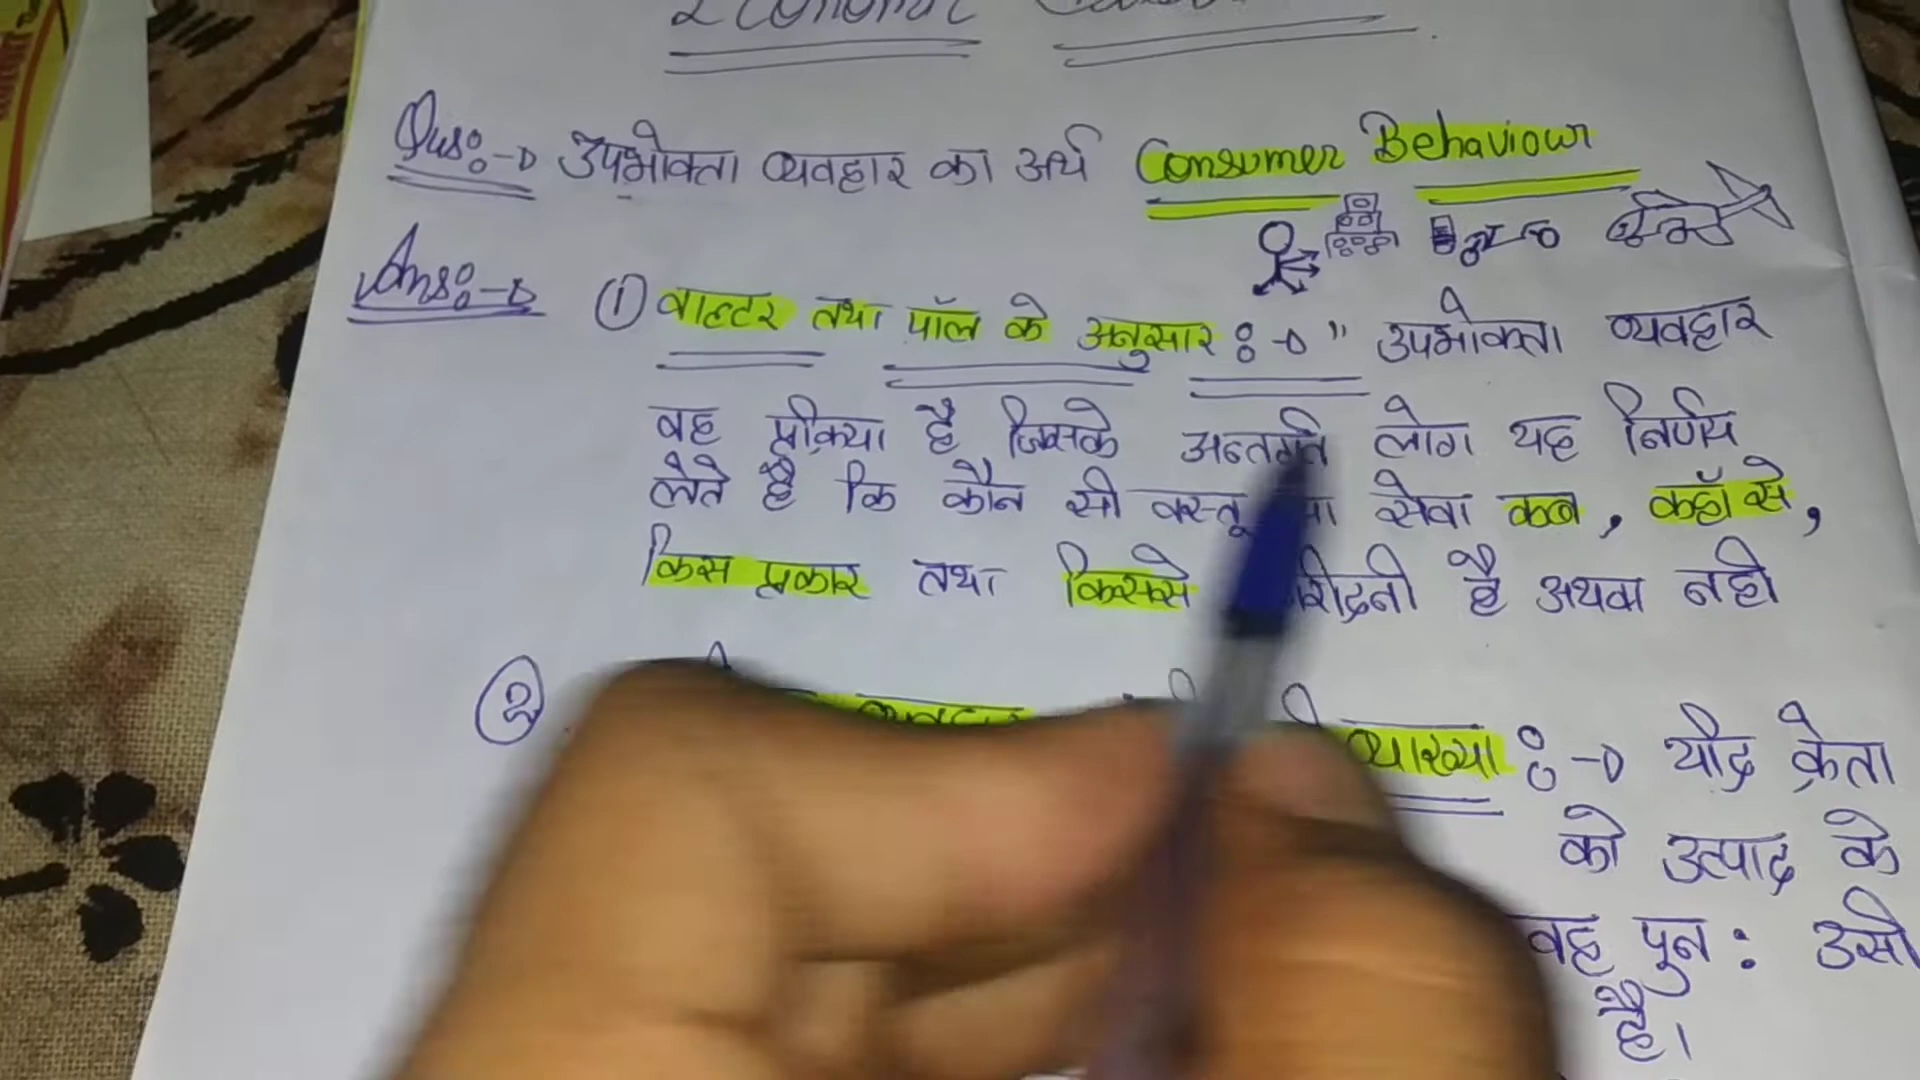 Economic
Ques:- उपभोक्ता व्यवहार का अर्थ Consumer Behaviour
Ans:- ① वाल्टर तथा पॉल के अनुसार :- " उपभोक्ता व्यवहार
वह प्रक्रिया है जिसके अन्तर्गत लोग यह निर्णय
लेते है कि कौन सी वस्तू या सेवा कब, कहाँ से,
किस प्रकार तथा किससे खरीदनी है अथवा नही
② व्यवहार व्याख्या :- यदि क्रेता
को उत्पाद के
वह पुन: उसी
है।